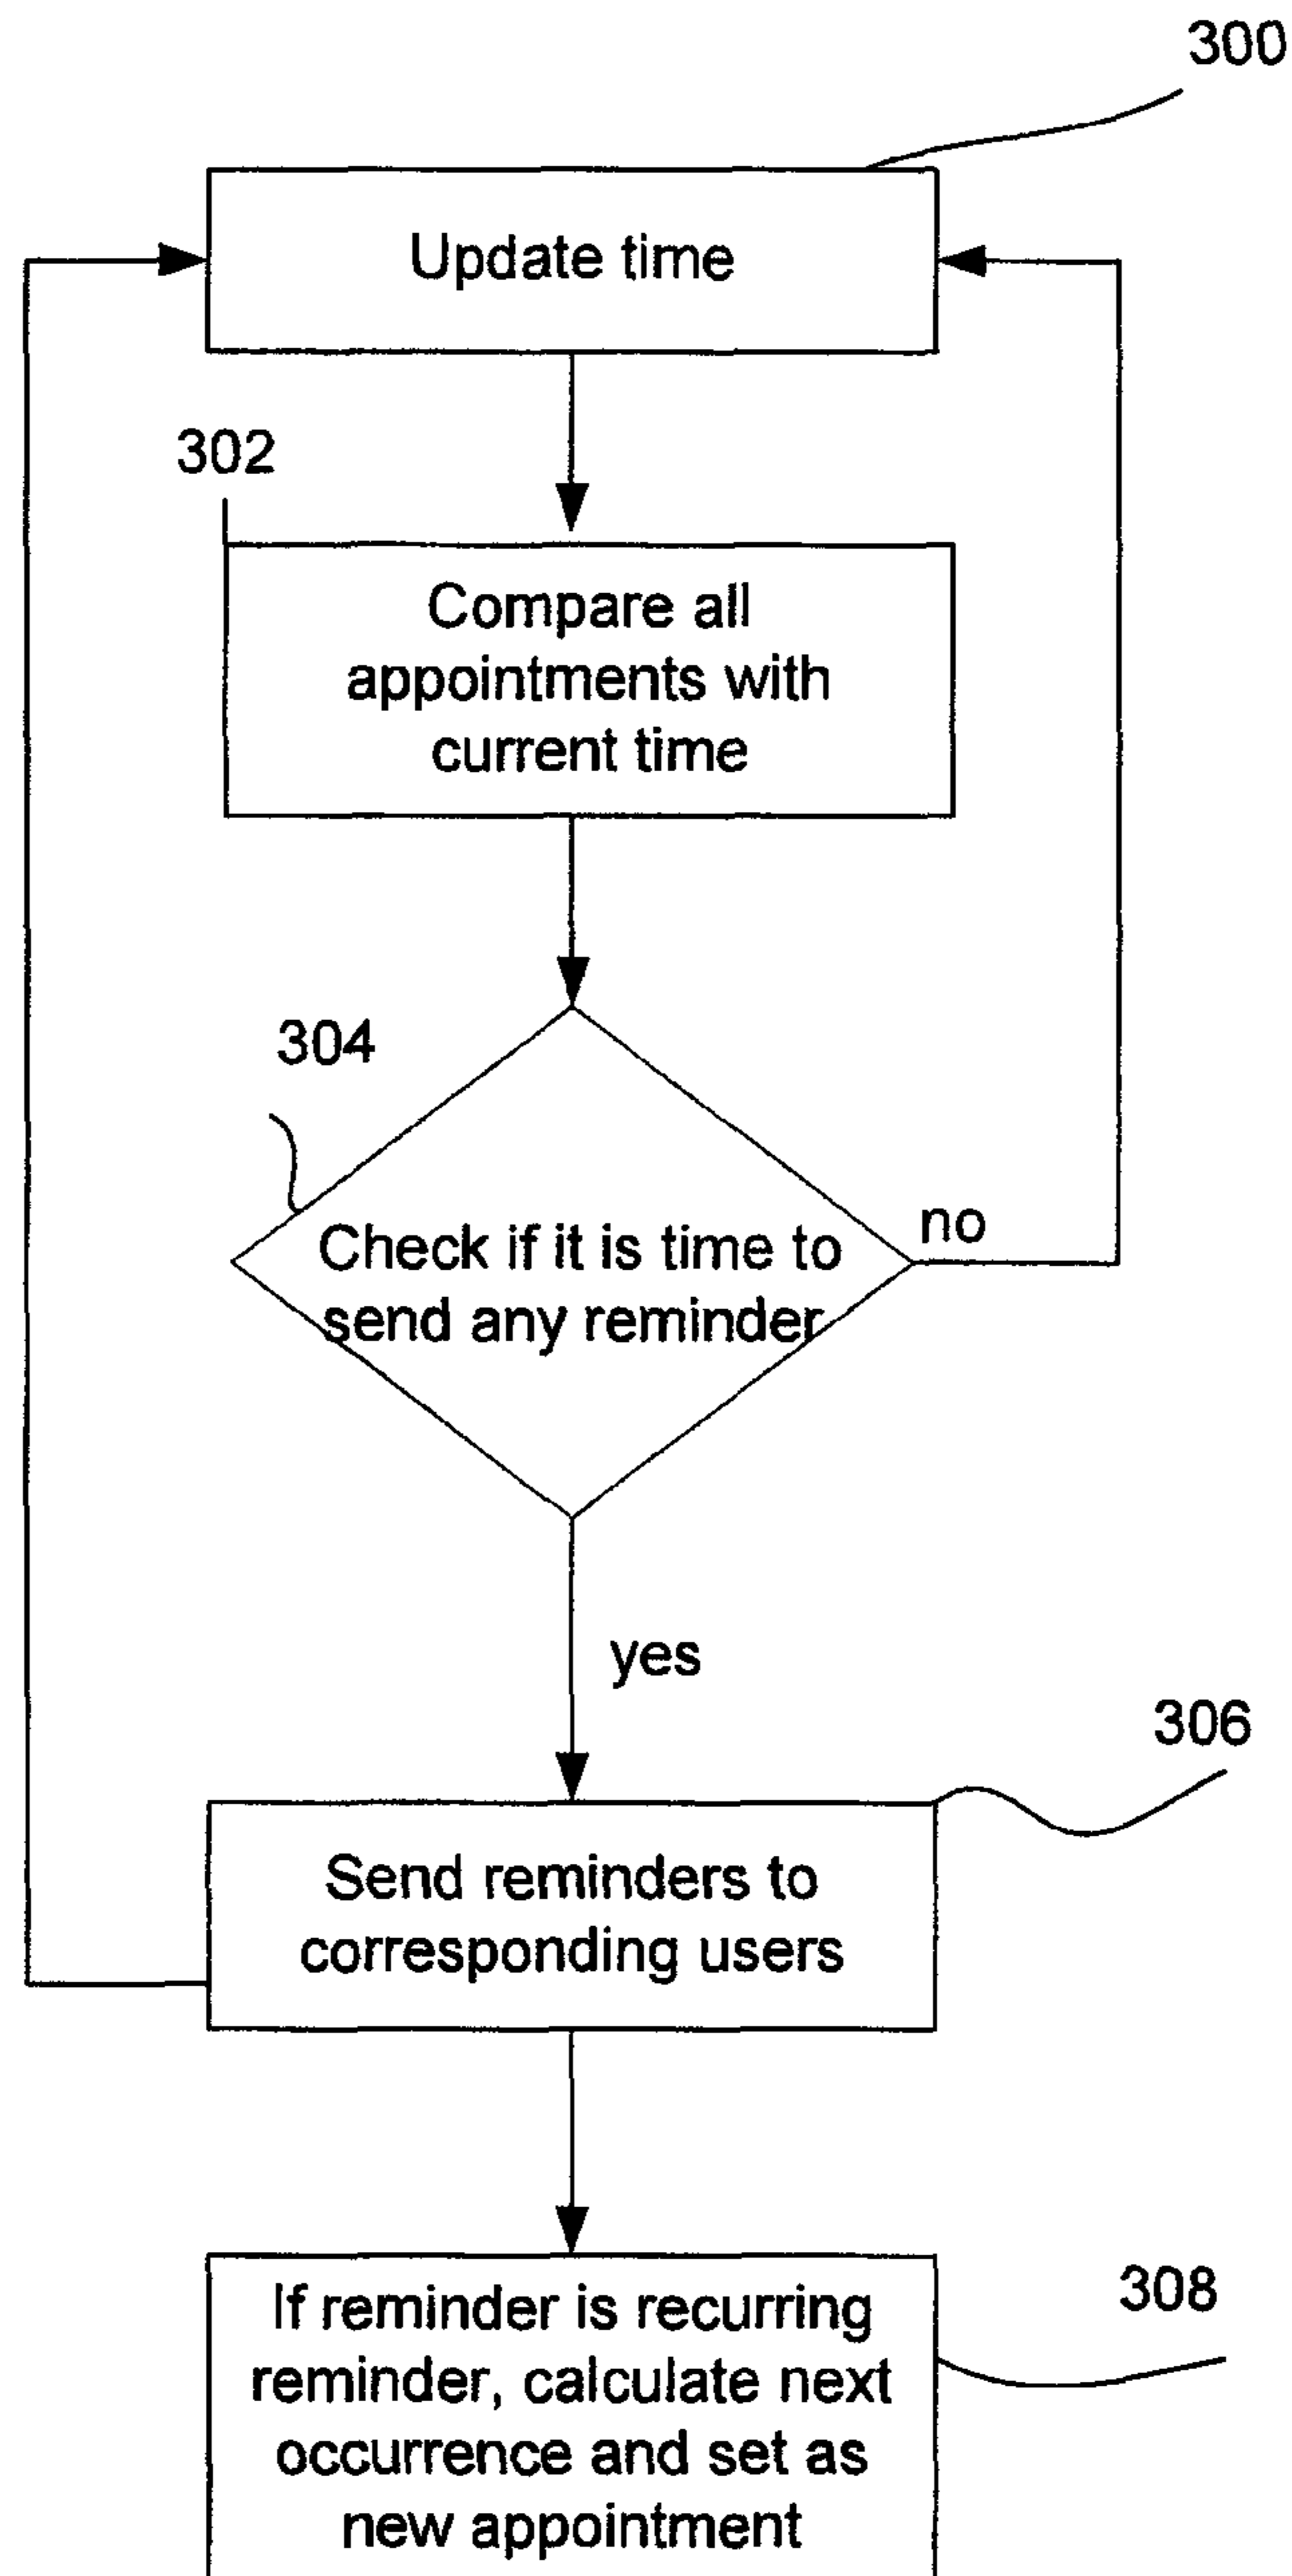 300
Update time
302
Compare all
appointments with
current time
304
Check if it is time to
send any reminder
no
yes
306
Send reminders to
corresponding users
308
If reminder is recurring
reminder, calculate next
occurrence and set as
new appointment